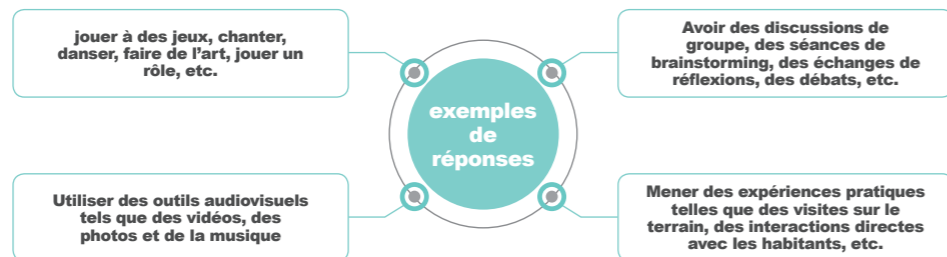 jouer à des jeux, chanter,
danser, faire de l'art, jouer un
rôle, etc.
Avoir des discussions de
groupe, des séances de
brainstorming, des échanges de
réflexions, des débats, etc.
exemples
de
réponses
Utiliser des outils audiovisuels
tels que des vidéos, des
photos et de la musique
Mener des expériences pratiques
telles que des visites sur le
terrain, des interactions directes
avec les habitants, etc.